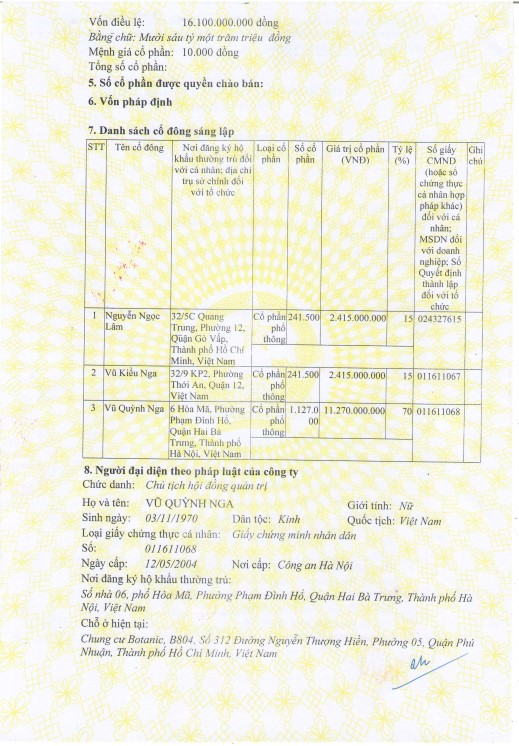 Vốn điều lệ: 16.100.000.000 đồng
Bằng chữ: Mười sáu tỷ một trăm triệu đồng
Mệnh giá cổ phần: 10.000 đồng
Tổng số cổ phần:
5. Số cổ phần được quyền chào bán:
6. Vốn pháp định
7. Danh sách cổ đông sáng lập
STT Tên cổ đông Nơi đăng ký hộ khẩu thường trú đối với cá nhân; địa chỉ trụ sở chính đối với tổ chức Loại cổ phần Số cổ phần Giá trị cổ phần (VNĐ) Tỷ lệ (%) Số giấy CMND (hoặc số chứng thực cá nhân hợp pháp khác) đối với cá nhân; MSDN đối với doanh nghiệp; Số Quyết định thành lập đối với tổ chức Ghi chú
1 Nguyễn Ngọc Lâm 32/5C Quang Trung, Phường 12, Quận Gò Vấp, Thành phố Hồ Chí Minh, Việt Nam Cổ phần phổ thông 241.500 2.415.000.000 15 024327615
2 Vũ Kiều Nga 32/9 KP2, Phường Thới An, Quận 12, Việt Nam Cổ phần phổ thông 241.500 2.415.000.000 15 011611067
3 Vũ Quỳnh Nga 6 Hòa Mã, Phường Phạm Đình Hổ, Quận Hai Bà Trưng, Thành phố Hà Nội, Việt Nam Cổ phần phổ thông 1.127.000 11.270.000.000 70 011611068
8. Người đại diện theo pháp luật của công ty
Chức danh: Chủ tịch hội đồng quản trị
Họ và tên: VŨ QUỲNH NGA Giới tính: Nữ
Sinh ngày: 03/11/1970 Dân tộc: Kinh Quốc tịch: Việt Nam
Loại giấy chứng thực cá nhân: Giấy chứng minh nhân dân
Số: 011611068
Ngày cấp: 12/05/2004 Nơi cấp: Công an Hà Nội
Nơi đăng ký hộ khẩu thường trú:
Số nhà 06, phố Hòa Mã, Phường Phạm Đình Hổ, Quận Hai Bà Trưng, Thành phố Hà
Nội, Việt Nam
Chỗ ở hiện tại:
Chung cư Botanic, B804, Số 312 Đường Nguyễn Thượng Hiền, Phường 05, Quận Phú
Nhuận, Thành phố Hồ Chí Minh, Việt Nam